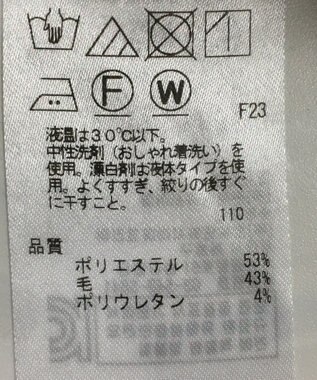 F W F23
液温は30℃以下。
中性洗剤(おしゃれ着洗い)を
使用。漂白剤は液体タイプを使
用。よくすすぎ、絞りの後すぐ
に干すこと。
110
品質
ポリエステル 53%
毛 43%
ポリウレタン 4%